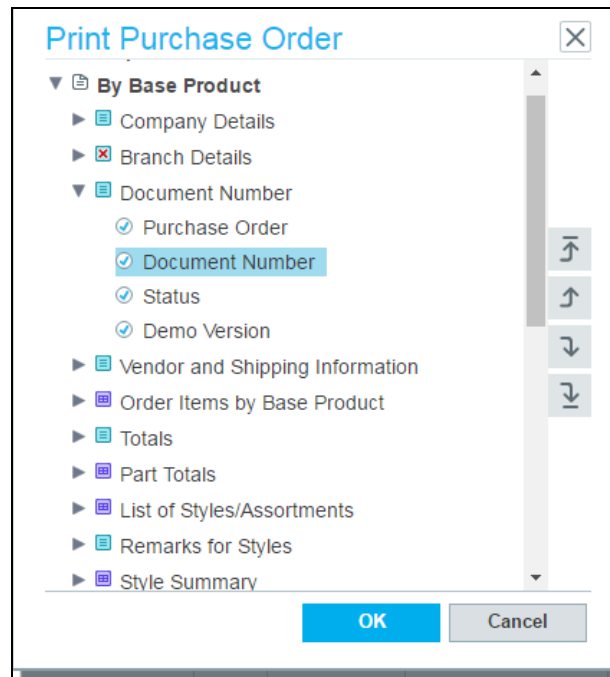 Print Purchase Order
By Base Product
Company Details
Branch Details
Document Number
Purchase Order
Document Number
Status
Demo Version
Vendor and Shipping Information
Order Items by Base Product
Totals
Part Totals
List of Styles/Assortments
Remarks for Styles
Style Summary
OK Cancel